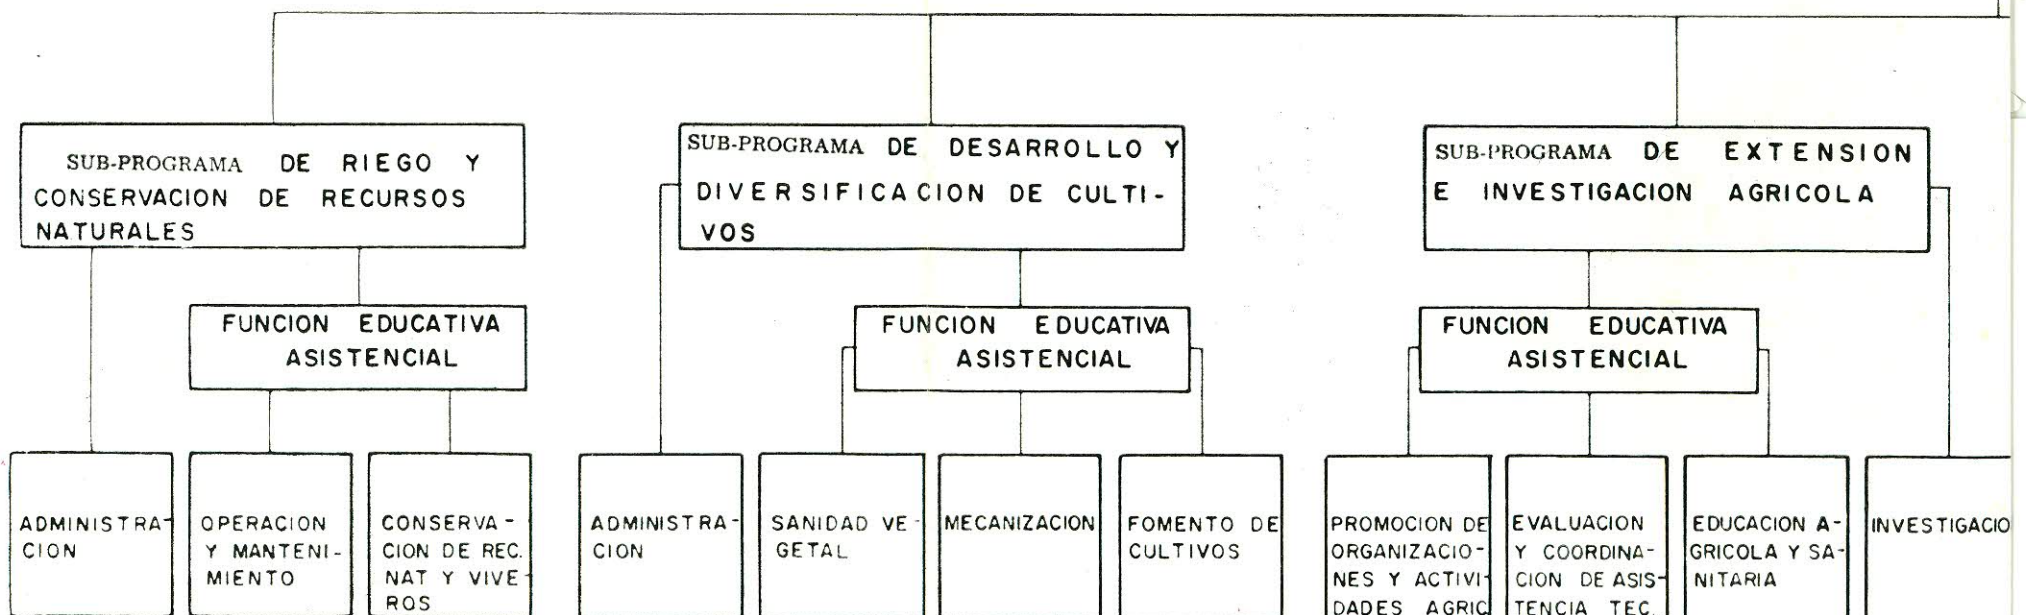 SUB-PROGRAMA DE RIEGO Y
CONSERVACION DE RECURSOS
NATURALES
SUB-PROGRAMA DE DESARROLLO Y
DIVERSIFICACION DE CULTI-
VOS
SUB-PROGRAMA DE EXTENSION
E INVESTIGACION AGRICOLA
FUNCION EDUCATIVA
ASISTENCIAL
FUNCION EDUCATIVA
ASISTENCIAL
FUNCION EDUCATIVA
ASISTENCIAL
ADMINISTRA-
CION
OPERACION
Y MANTENI-
MIENTO
CONSERVA-
CION DE REC.
NAT Y VIVE-
ROS
ADMINISTRA-
CION
SANIDAD VE-
GETAL
MECANIZACION
FOMENTO DE
CULTIVOS
PROMOCION DE
ORGANIZACIO-
NES Y ACTIVI-
DADES AGRIC
EVALUACION
Y COORDINA-
CION DE ASIS-
TENCIA TEC.
EDUCACION A-
GRICOLA Y SA-
NITARIA
INVESTIGACIO